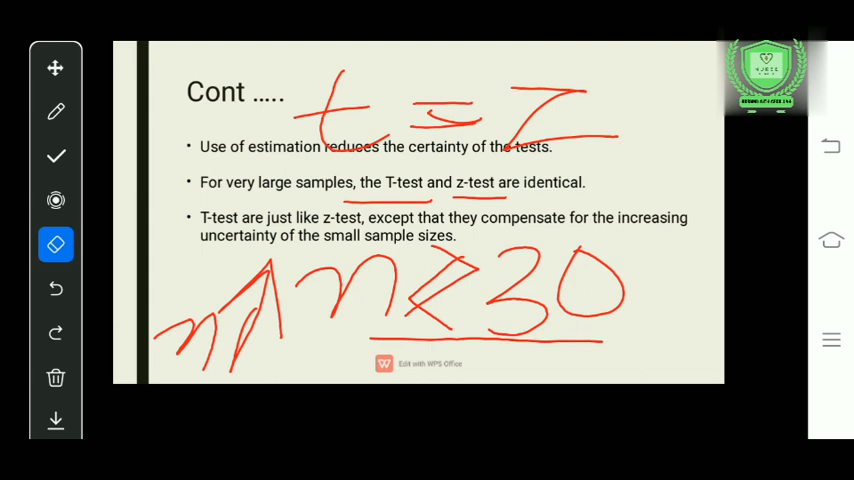 Cont .....
t = Z
• Use of estimation reduces the certainty of the tests.
• For very large samples, the T-test and z-test are identical.
• T-test are just like z-test, except that they compensate for the increasing
uncertainty of the small sample sizes.
n
n 30
Edit with WPS Office